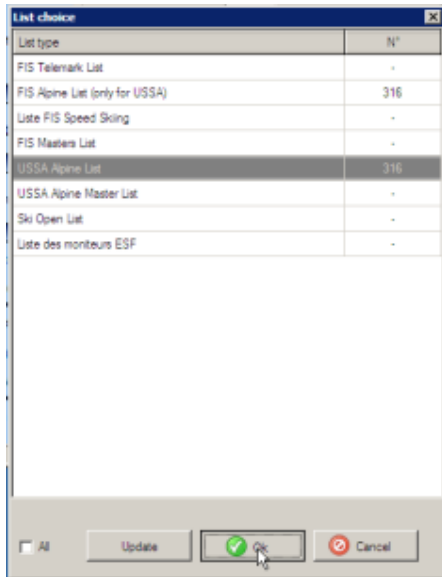 List choice
List type N°
FIS Telemark List -
FIS Alpine List (only for USSA) 316
Liste FIS Speed Skiing -
FIS Masters List -
USSA Alpine List 316
USSA Alpine Master List -
Ski Open List -
Liste des moniteurs ESF -
All Update Ok Cancel